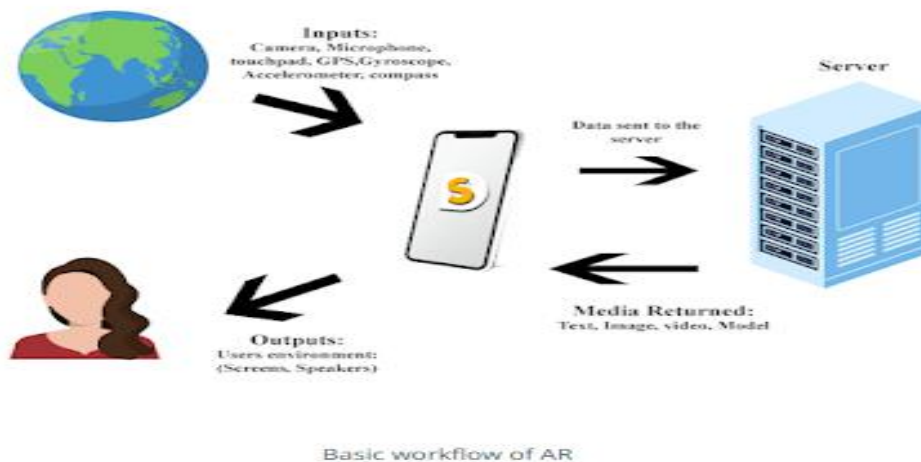 Inputs:
Camera, Microphone,
touchpad, GPS,Gyroscope,
Accelerometer, compass
Server
Data sent to the
server
S
Media Returned:
Text, Image, video, Model
Outputs:
Users environment:
(Screens, Speakers)
Basic workflow of AR